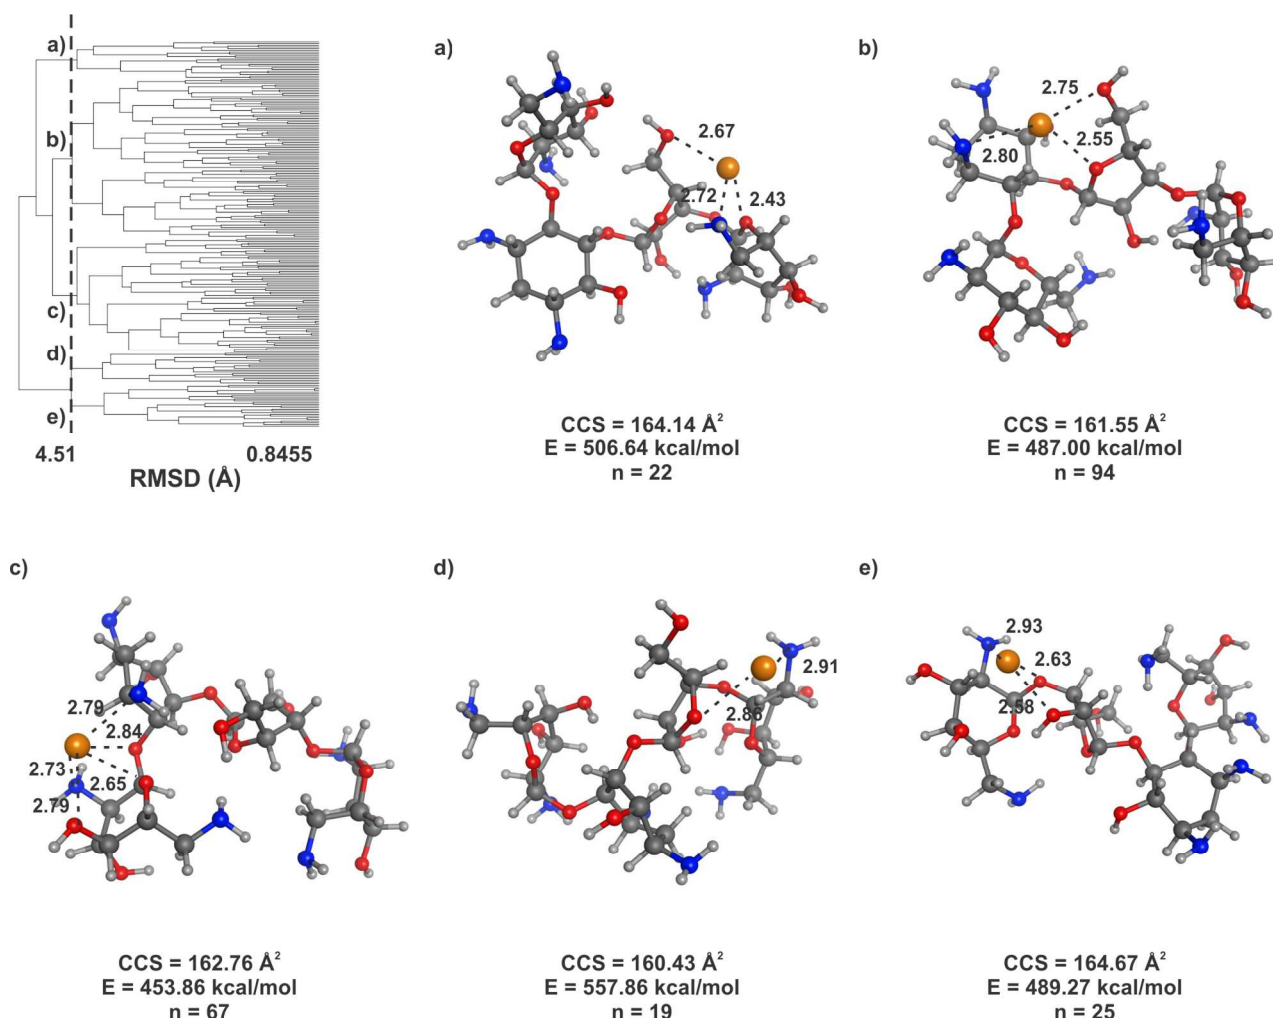 a)
b)
c)
d)
e)
4.51
0.8455
RMSD (Å)
a)
2.67
2.72
2.43
CCS = 164.14 Å²
E = 506.64 kcal/mol
n = 22
b)
2.75
2.55
2.80
CCS = 161.55 Å²
E = 487.00 kcal/mol
n = 94
c)
2.79
2.84
2.73
2.65
2.79
CCS = 162.76 Å²
E = 453.86 kcal/mol
n = 67
d)
2.91
2.86
CCS = 160.43 Å²
E = 557.86 kcal/mol
n = 19
e)
2.93
2.63
2.58
CCS = 164.67 Å²
E = 489.27 kcal/mol
n = 25